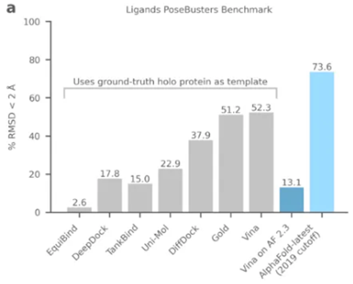 a
Ligands PoseBusters Benchmark
% RMSD < 2 Å
100
80
60
40
20
0
Uses ground-truth holo protein as template
2.6
17.8
15.0
22.9
37.9
51.2
52.3
13.1
73.6
EquiBind
DeepDock
TankBind
Uni-Mol
DiffDock
Gold
Vina
Vina on AF 2.3
AlphaFold-latest
(2019 cutoff)